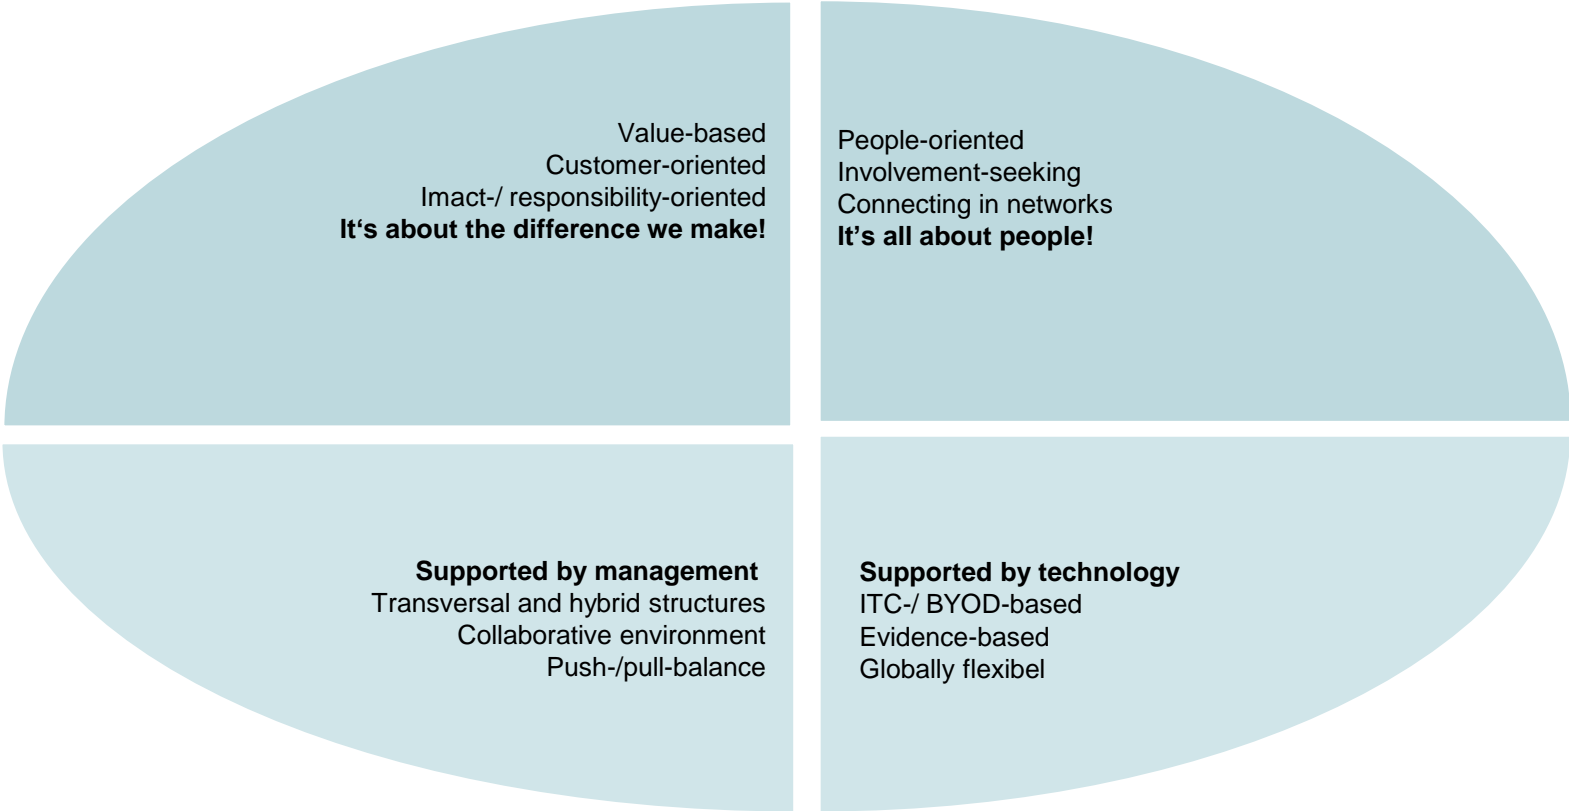 Value-based
Customer-oriented
Imact-/ responsibility-oriented
It‘s about the difference we make!
People-oriented
Involvement-seeking
Connecting in networks
It’s all about people!
Supported by management
Transversal and hybrid structures
Collaborative environment
Push-/pull-balance
Supported by technology
ITC-/ BYOD-based
Evidence-based
Globally flexibel